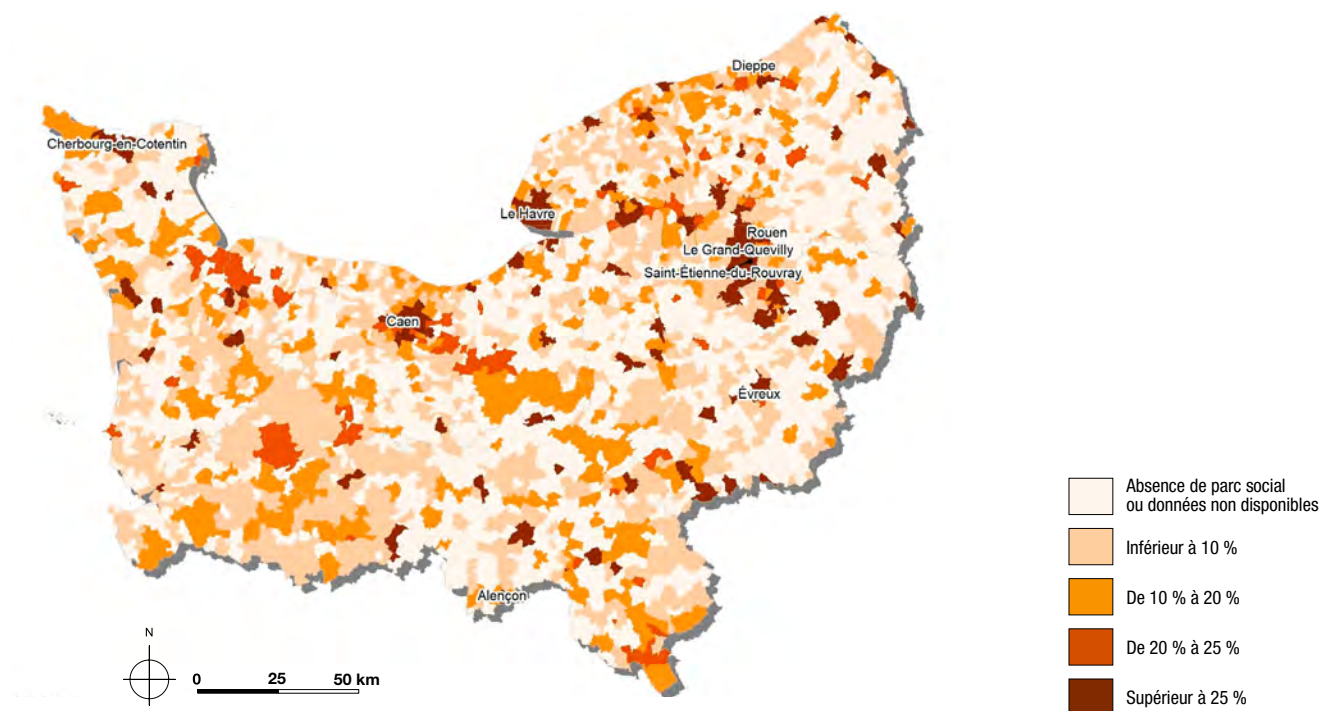 Dieppe
Cherbourg-en-Cotentin
Le Havre
Rouen
Le Grand-Quevilly
Saint-Étienne-du-Rouvray
Caen
Évreux
Alençon
N
0 25 50 km
Absence de parc social
ou données non disponibles
Inférieur à 10 %
De 10 % à 20 %
De 20 % à 25 %
Supérieur à 25 %